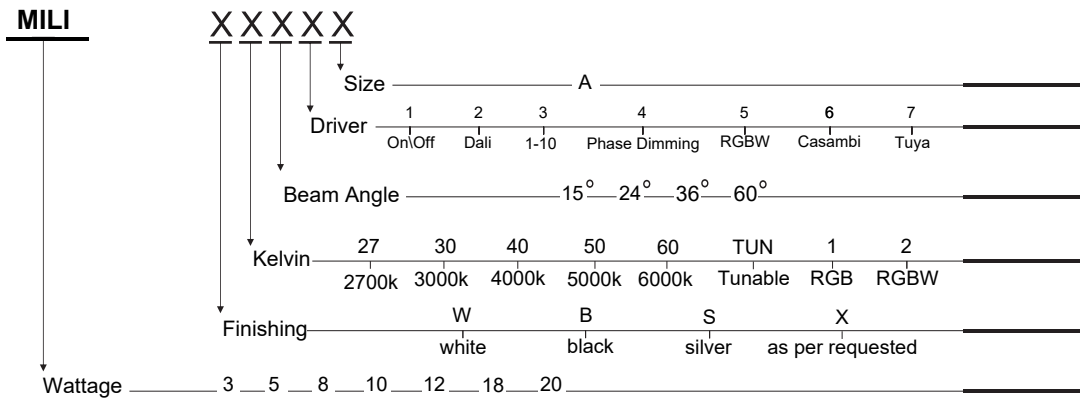 MILI X X X X X
Size A
1 2 3 4 5 6 7
Driver
On\Off Dali 1-10 Phase Dimming RGBW Casambi Tuya
Beam Angle 15° 24° 36° 60°
27 30 40 50 60 TUN 1 2
Kelvin
2700k 3000k 4000k 5000k 6000k Tunable RGB RGBW
W B S X
Finishing
white black silver as per requested
Wattage 3 5 8 10 12 18 20